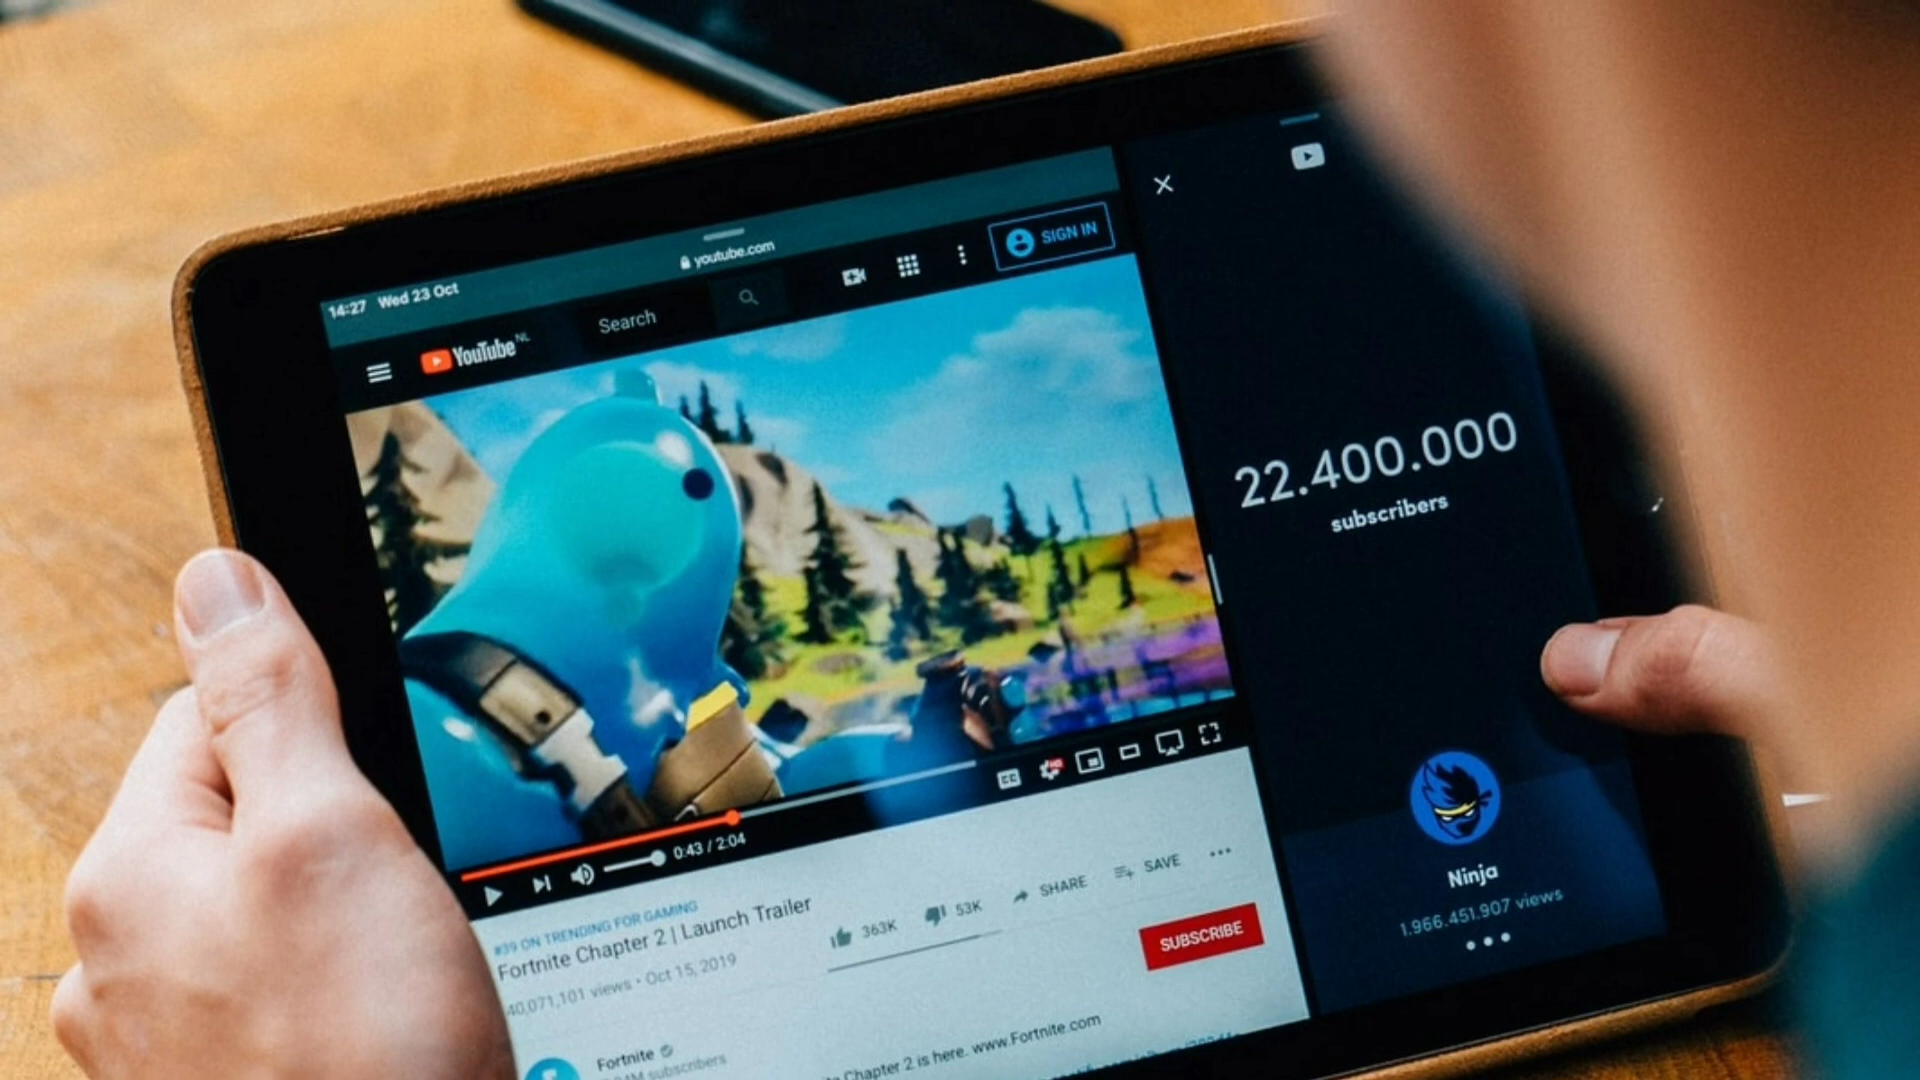 14:27 Wed 23 Oct
youtube.com
YouTube NL
Search
SIGN IN
0:43 / 2:04
#39 ON TRENDING FOR GAMING
Fortnite Chapter 2 | Launch Trailer
40,071,101 views • Oct 15, 2019
363K
53K
SHARE
SAVE
SUBSCRIBE
Fortnite
subscribers
Chapter 2 is here. www.Fortnite.com
22.400.000
subscribers
Ninja
1.966.451.907 views